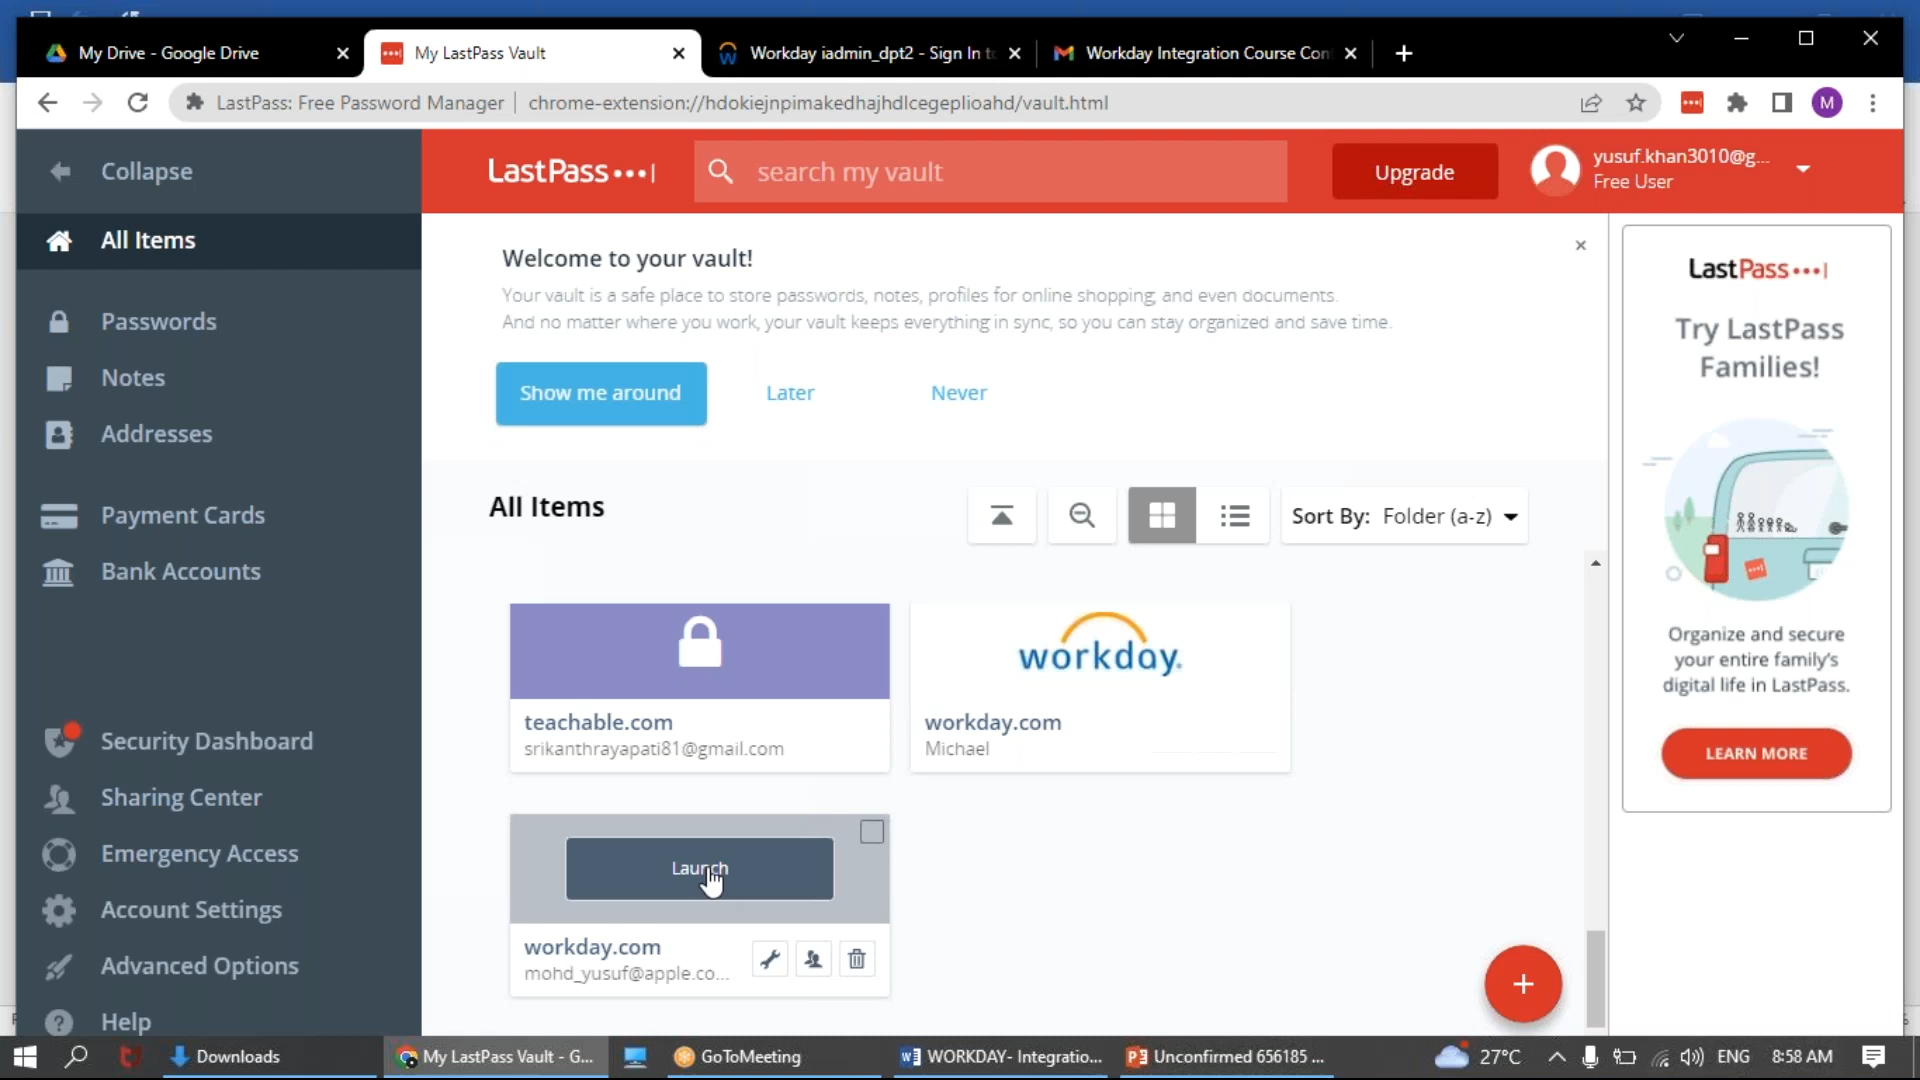 My Drive - Google Drive
My LastPass Vault
Workday iadmin_dpt2 - Sign In t
Workday Integration Course Con
LastPass: Free Password Manager
chrome-extension://hdokiejnpimakedhajhdlcegeplioahd/vault.html
M
Collapse
LastPass
search my vault
Upgrade
yusuf.khan3010@g...
Free User
All Items
Passwords
Notes
Addresses
Payment Cards
Bank Accounts
Security Dashboard
Sharing Center
Emergency Access
Account Settings
Advanced Options
Help
Welcome to your vault!
Your vault is a safe place to store passwords, notes, profiles for online shopping, and even documents.
And no matter where you work, your vault keeps everything in sync, so you can stay organized and save time.
Show me around
Later
Never
All Items
Sort By: Folder (a-z)
teachable.com
srikanthrayapati81@gmail.com
workday.
workday.com
Michael
Launch
workday.com
mohd_yusuf@apple.co...
LastPass
Try LastPass
Families!
Organize and secure
your entire family's
digital life in LastPass.
LEARN MORE
Downloads
My LastPass Vault - G...
GoToMeeting
WORKDAY- Integratio...
Unconfirmed 656185 ...
27°C
ENG
8:58 AM